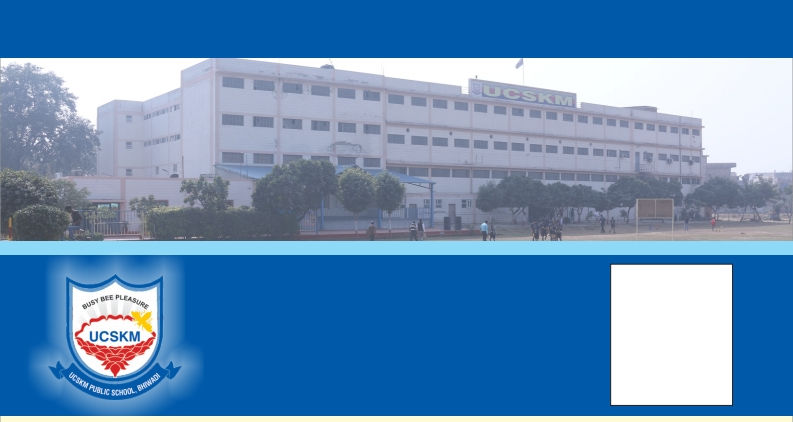 UCSKM
BUSY BEE PLEASURE
UCSKM
UCSKM PUBLIC SCHOOL, BHIWADI